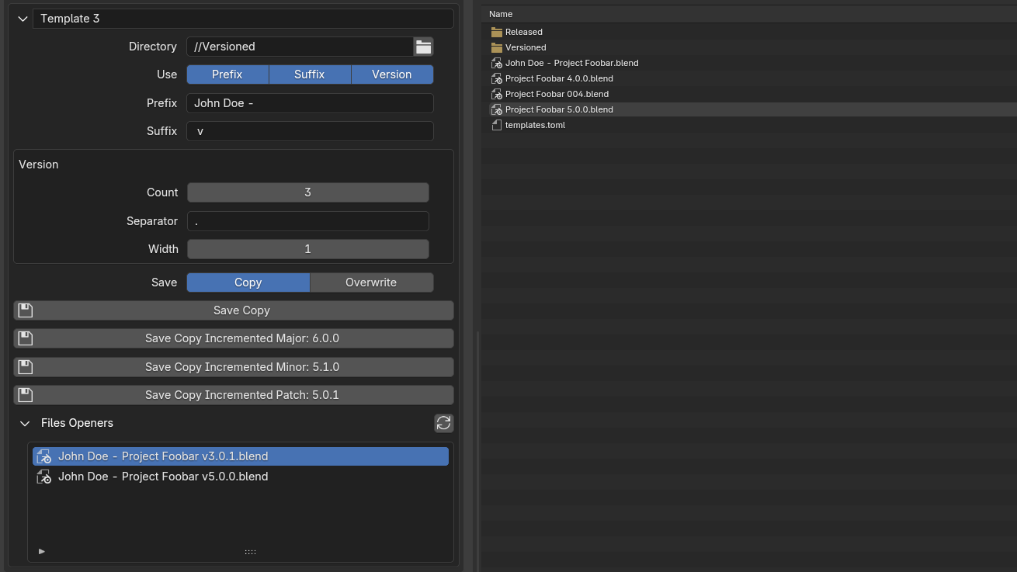 Template 3
Directory //Versioned
Use Prefix Suffix Version
Prefix John Doe -
Suffix v
Version
Count 3
Separator .
Width 1
Save Copy Overwrite
Save Copy
Save Copy Incremented Major: 6.0.0
Save Copy Incremented Minor: 5.1.0
Save Copy Incremented Patch: 5.0.1
Files Openers
John Doe - Project Foobar v3.0.1.blend
John Doe - Project Foobar v5.0.0.blend
Name
Released
Versioned
John Doe - Project Foobar.blend
Project Foobar 4.0.0.blend
Project Foobar 004.blend
Project Foobar 5.0.0.blend
templates.toml